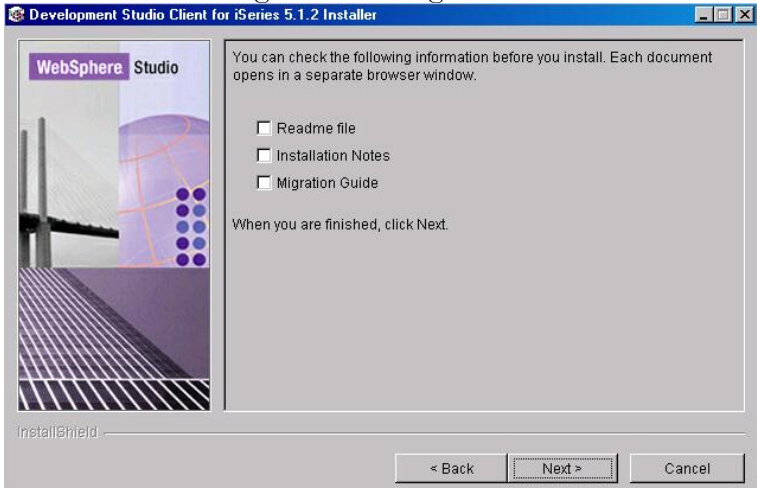 Development Studio Client for iSeries 5.1.2 Installer
WebSphere Studio
You can check the following information before you install. Each document
opens in a separate browser window.
Readme file
Installation Notes
Migration Guide
When you are finished, click Next.
InstallShield
< Back
Next >
Cancel